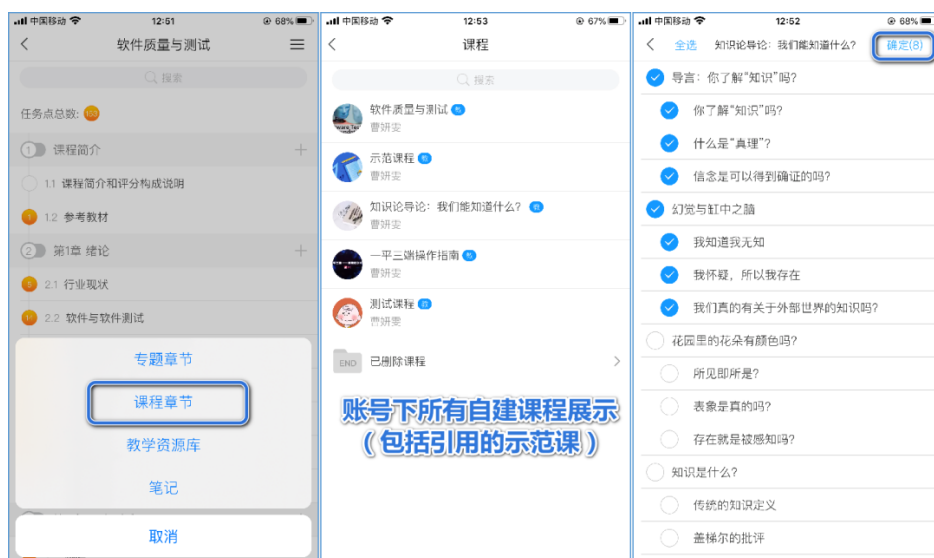 中国移动 12:51 68%
软件质量与测试
搜索
任务点总数:
1 课程简介
1.1 课程简介和评分构成说明
1.2 参考教材
2 第1章 绪论
2.1 行业现状
2.2 软件与软件测试
专题章节
课程章节
教学资源库
笔记
取消
中国移动 12:53 67%
课程
搜索
软件质量与测试 教
曹妍雯
示范课程 教
曹妍雯
知识论导论：我们能知道什么？ 教
曹妍雯
一平三端操作指南 教
曹妍雯
测试课程 教
曹妍雯
END 已删除课程
账号下所有自建课程展示
（包括引用的示范课）
中国移动 12:52 68%
全选 知识论导论：我们能知道什么？ 确定(8)
导言：你了解“知识”吗?
你了解“知识”吗?
什么是“真理”?
信念是可以得到确证的吗?
幻觉与缸中之脑
我知道我无知
我怀疑，所以我存在
我们真的有关于外部世界的知识吗?
花园里的花朵有颜色吗?
所见即所是?
表象是真的吗?
存在就是被感知吗?
知识是什么?
传统的知识定义
盖梯尔的批评